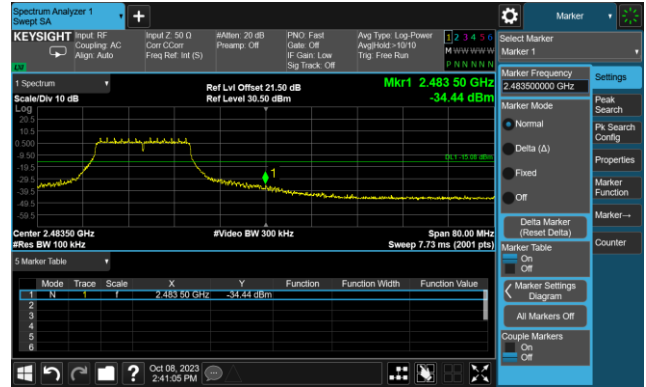 Spectrum Analyzer 1
Swept SA
Marker
KEYSIGHT
Input: RF
Coupling: AC
Align: Auto
Input Z: 50 Ω
Corr CCorr
Freq Ref: Int (S)
#Atten: 20 dB
Preamp: Off
PNO: Fast
Gate: Off
IF Gain: Low
Sig Track: Off
Avg Type: Log-Power
Avg|Hold:>10/10
Trig: Free Run
1 2 3 4 5 6
M W W W W W
P N N N N N
Select Marker
Marker 1
1 Spectrum
Scale/Div 10 dB
Log
Ref Lvl Offset 21.50 dB
Ref Level 30.50 dBm
Mkr1 2.483 50 GHz
-34.44 dBm
20.5
10.5
0.500
-9.50
-19.5
-29.5
-39.5
-49.5
-59.5
DL1 -15.08 dBm
1
Center 2.48350 GHz
#Res BW 100 kHz
#Video BW 300 kHz
Span 80.00 MHz
Sweep 7.73 ms (2001 pts)
5 Marker Table
Mode Trace Scale X Y Function Function Width Function Value
1 N 1 f 2.483 50 GHz -34.44 dBm
2
3
4
5
6
Marker Frequency
2.483500000 GHz
Marker Mode
Normal
Delta (Δ)
Fixed
Off
Delta Marker
(Reset Delta)
Marker Table
On
Off
Marker Settings
Diagram
All Markers Off
Couple Markers
On
Off
Settings
Peak
Search
Pk Search
Config
Properties
Marker
Function
Marker→
Counter
?
Oct 08, 2023
2:41:05 PM